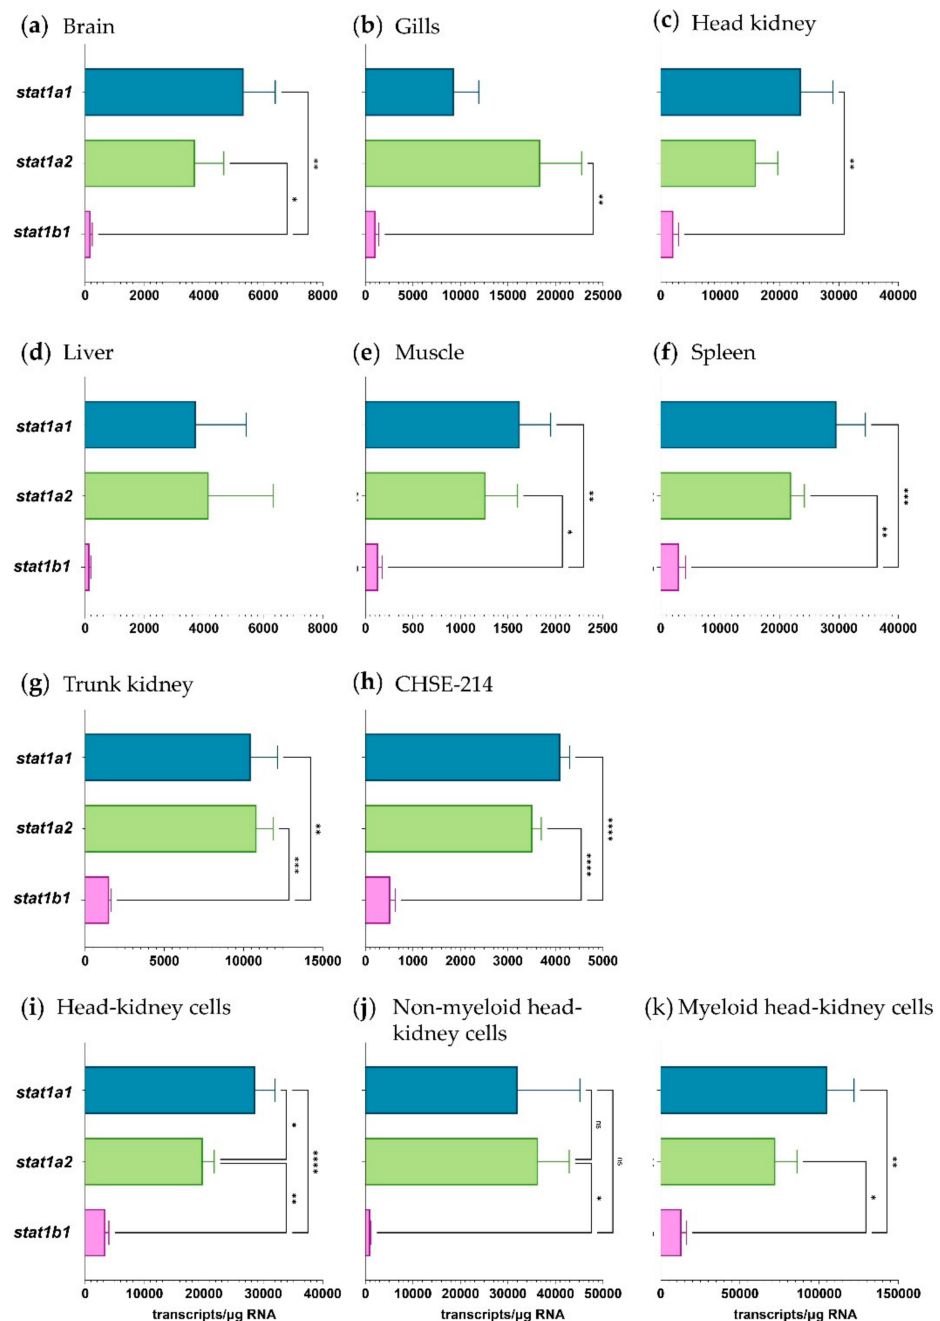 (a) Brain
(b) Gills
(c) Head kidney
stat1a1
stat1a2
stat1b1
**
*
**
**
0 2000 4000 6000 8000
0 5000 10000 15000 20000 25000
0 10000 20000 30000 40000
(d) Liver
(e) Muscle
(f) Spleen
stat1a1
stat1a2
stat1b1
**
*
***
**
0 2000 4000 6000 8000
0 500 1000 1500 2000 2500
0 10000 20000 30000 40000
(g) Trunk kidney
(h) CHSE-214
stat1a1
stat1a2
stat1b1
**
***
****
****
0 5000 10000 15000
0 1000 2000 3000 4000 5000
(i) Head-kidney cells
(j) Non-myeloid head-
kidney cells
(k) Myeloid head-kidney cells
stat1a1
stat1a2
stat1b1
*
****
**
ns
ns
*
**
*
0 10000 20000 30000 40000
0 10000 20000 30000 40000 50000
0 50000 100000 150000
transcripts/µg RNA
transcripts/µg RNA
transcripts/µg RNA